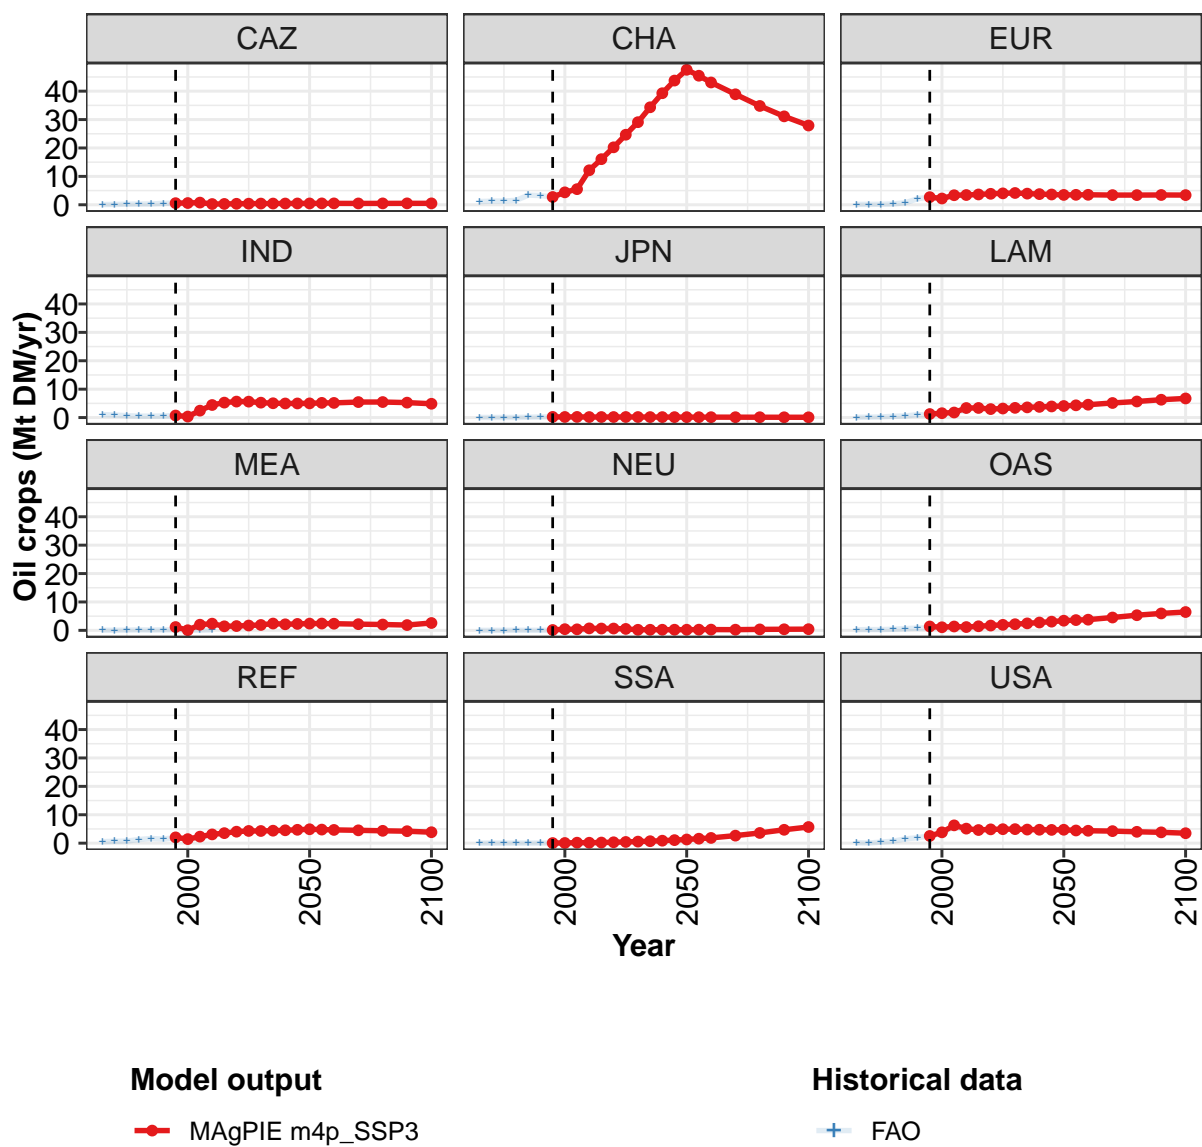 CAZ CHA EUR
40
30
20
10
0
IND JPN LAM
40
30
20
10
0
MEA NEU OAS
40
30
20
10
0
REF SSA USA
40
30
20
10
0
Oil crops (Mt DM/yr)
2000 2050 2100 2000 2050 2100 2000 2050 2100
Year
Model output Historical data
MAgPIE m4p_SSP3 FAO